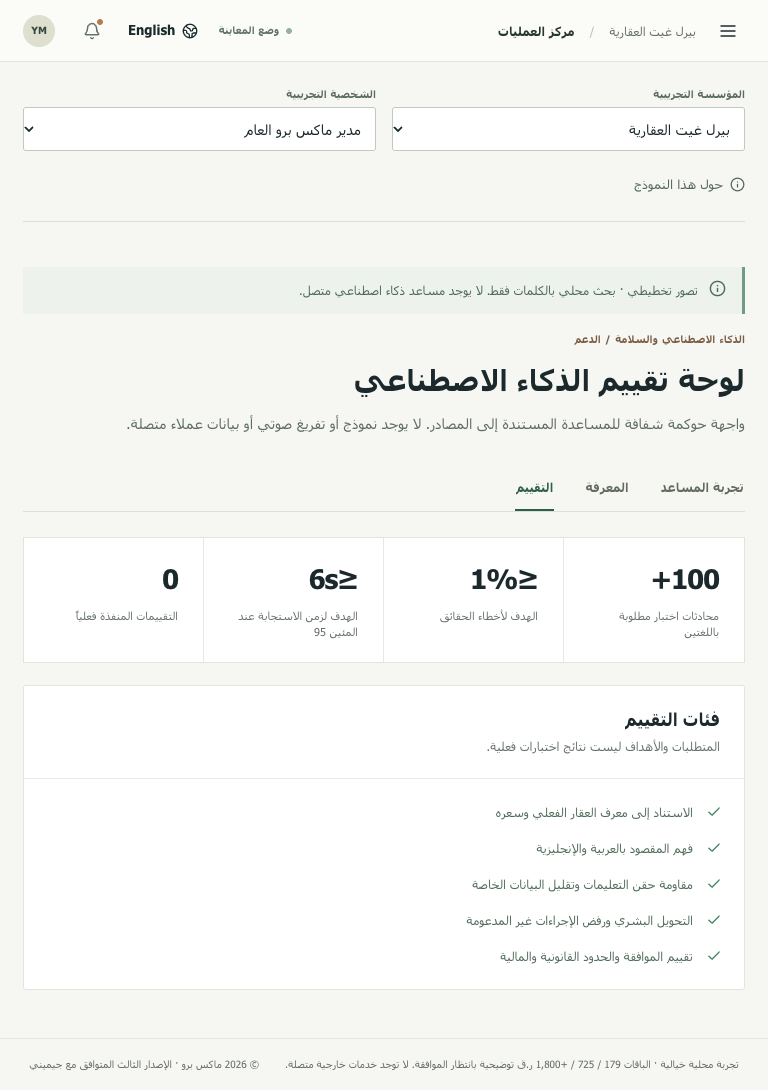 بيرل غيت العقارية / مركز العمليات
وضع المعاينة
English
YM
المؤسسة التجريبية
بيرل غيت العقارية
الشخصية التجريبية
مدير ماكس برو العام
حول هذا النموذج
تصور تخطيطي · بحث محلي بالكلمات فقط. لا يوجد مساعد ذكاء اصطناعي متصل.
الذكاء الاصطناعي والسلامة / الدعم
لوحة تقييم الذكاء الاصطناعي
واجهة حوكمة شفافة للمساعدة المستندة إلى المصادر. لا يوجد نموذج أو تفريغ صوتي أو بيانات عملاء متصلة.
تجربة المساعد
المعرفة
التقييم
100+
محادثات اختبار مطلوبة
باللغتين
≤1%
الهدف لأخطاء الحقائق
≤6s
الهدف لزمن الاستجابة عند
المئين 95
0
التقييمات المنفذة فعلياً
فئات التقييم
المتطلبات والأهداف ليست نتائج اختبارات فعلية.
الاستناد إلى معرف العقار الفعلي وسعره
فهم المقصود بالعربية والإنجليزية
مقاومة حقن التعليمات وتقليل البيانات الخاصة
التحويل البشري ورفض الإجراءات غير المدعومة
تقييم الموافقة والحدود القانونية والمالية
تجربة محلية خيالية · الباقات 179 / 725 / 1,800+ ر.ق توضيحية بانتظار الموافقة. لا توجد خدمات خارجية متصلة.
© 2026 ماكس برو · الإصدار الثالث المتوافق مع جيميني